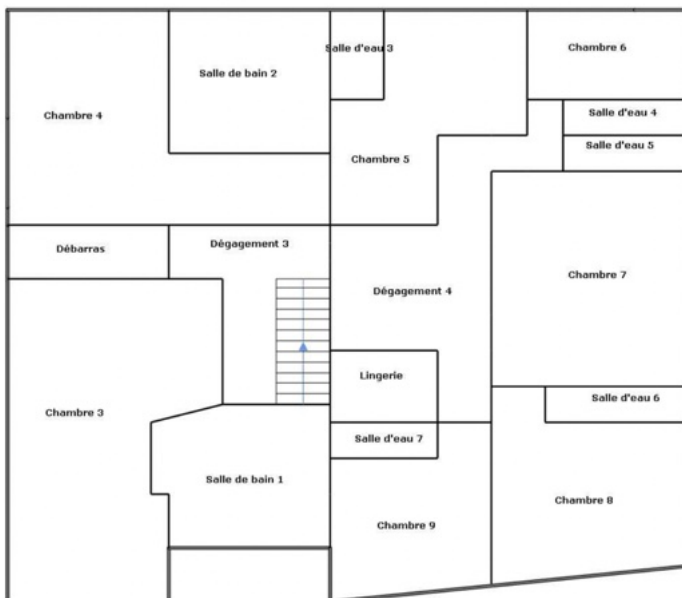 Salle d'eau 3
Chambre 6
Salle de bain 2
Chambre 4
Salle d'eau 4
Salle d'eau 5
Chambre 5
Dégagement 3
Débarras
Chambre 7
Dégagement 4
Lingerie
Salle d'eau 6
Chambre 3
Salle d'eau 7
Salle de bain 1
Chambre 8
Chambre 9